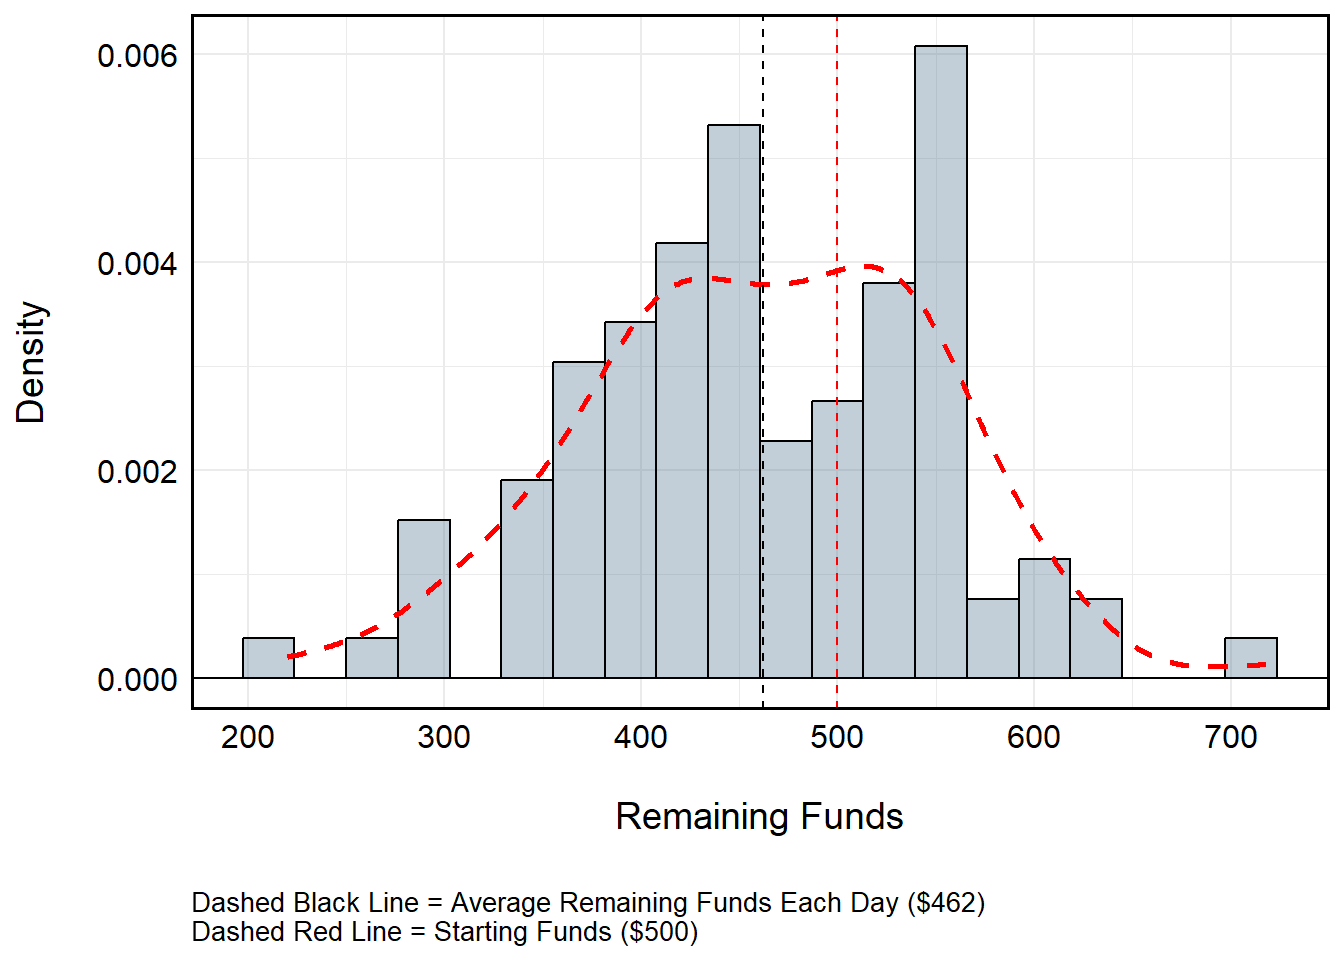 0.006
0.004
0.002
0.000
Density
200 300 400 500 600 700
Remaining Funds
Dashed Black Line = Average Remaining Funds Each Day ($462)
Dashed Red Line = Starting Funds ($500)